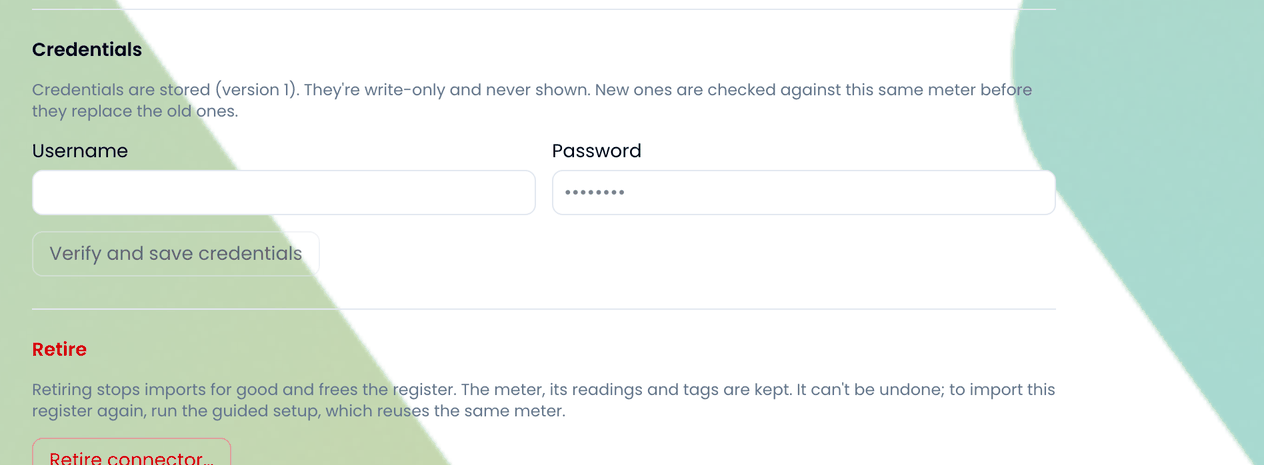 Credentials
Credentials are stored (version 1). They're write-only and never shown. New ones are checked against this same meter before
they replace the old ones.
Username
Password
••••••••
Verify and save credentials
Retire
Retiring stops imports for good and frees the register. The meter, its readings and tags are kept. It can't be undone; to import this
register again, run the guided setup, which reuses the same meter.
Retire connector...